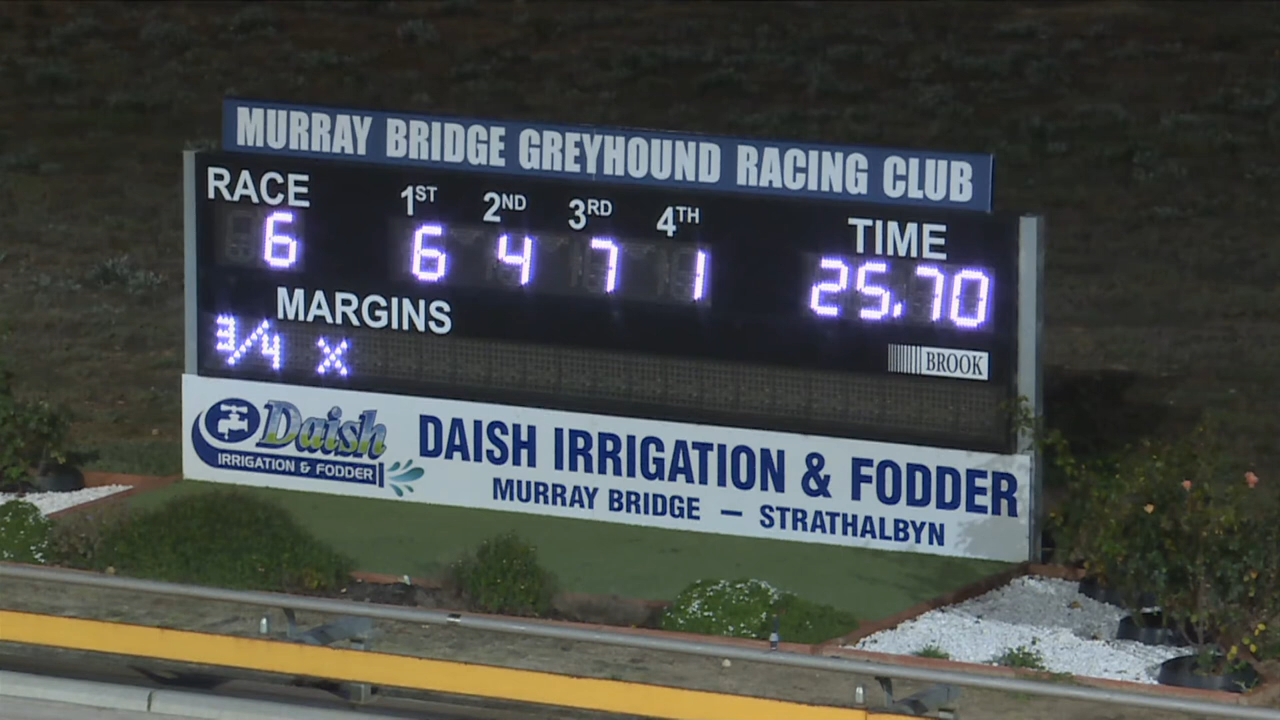 MURRAY BRIDGE GREYHOUND RACING CLUB
RACE 1ST 2ND 3RD 4TH TIME
6 6 4 7 1 25.70
MARGINS
3/4 X
BROOK
Daish
IRRIGATION & FODDER
DAISH IRRIGATION & FODDER
MURRAY BRIDGE — STRATHALBYN